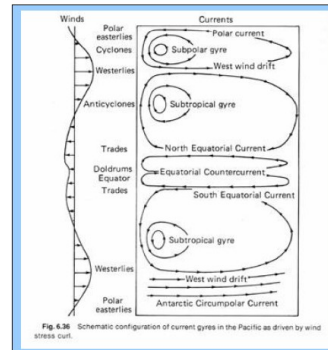 Winds
Currents
Polar easterlies
Polar current
Cyclones
Subpolar gyre
Westerlies
West wind drift
Anticyclones
Subtropical gyre
Trades
North Equatorial Current
Doldrums
Equator
Equatorial Countercurrent
Trades
South Equatorial Current
Subtropical gyre
Westerlies
West wind drift
Polar easterlies
Antarctic Circumpolar Current
Fig. 6.36 Schematic configuration of current gyres in the Pacific as driven by wind
stress curl.